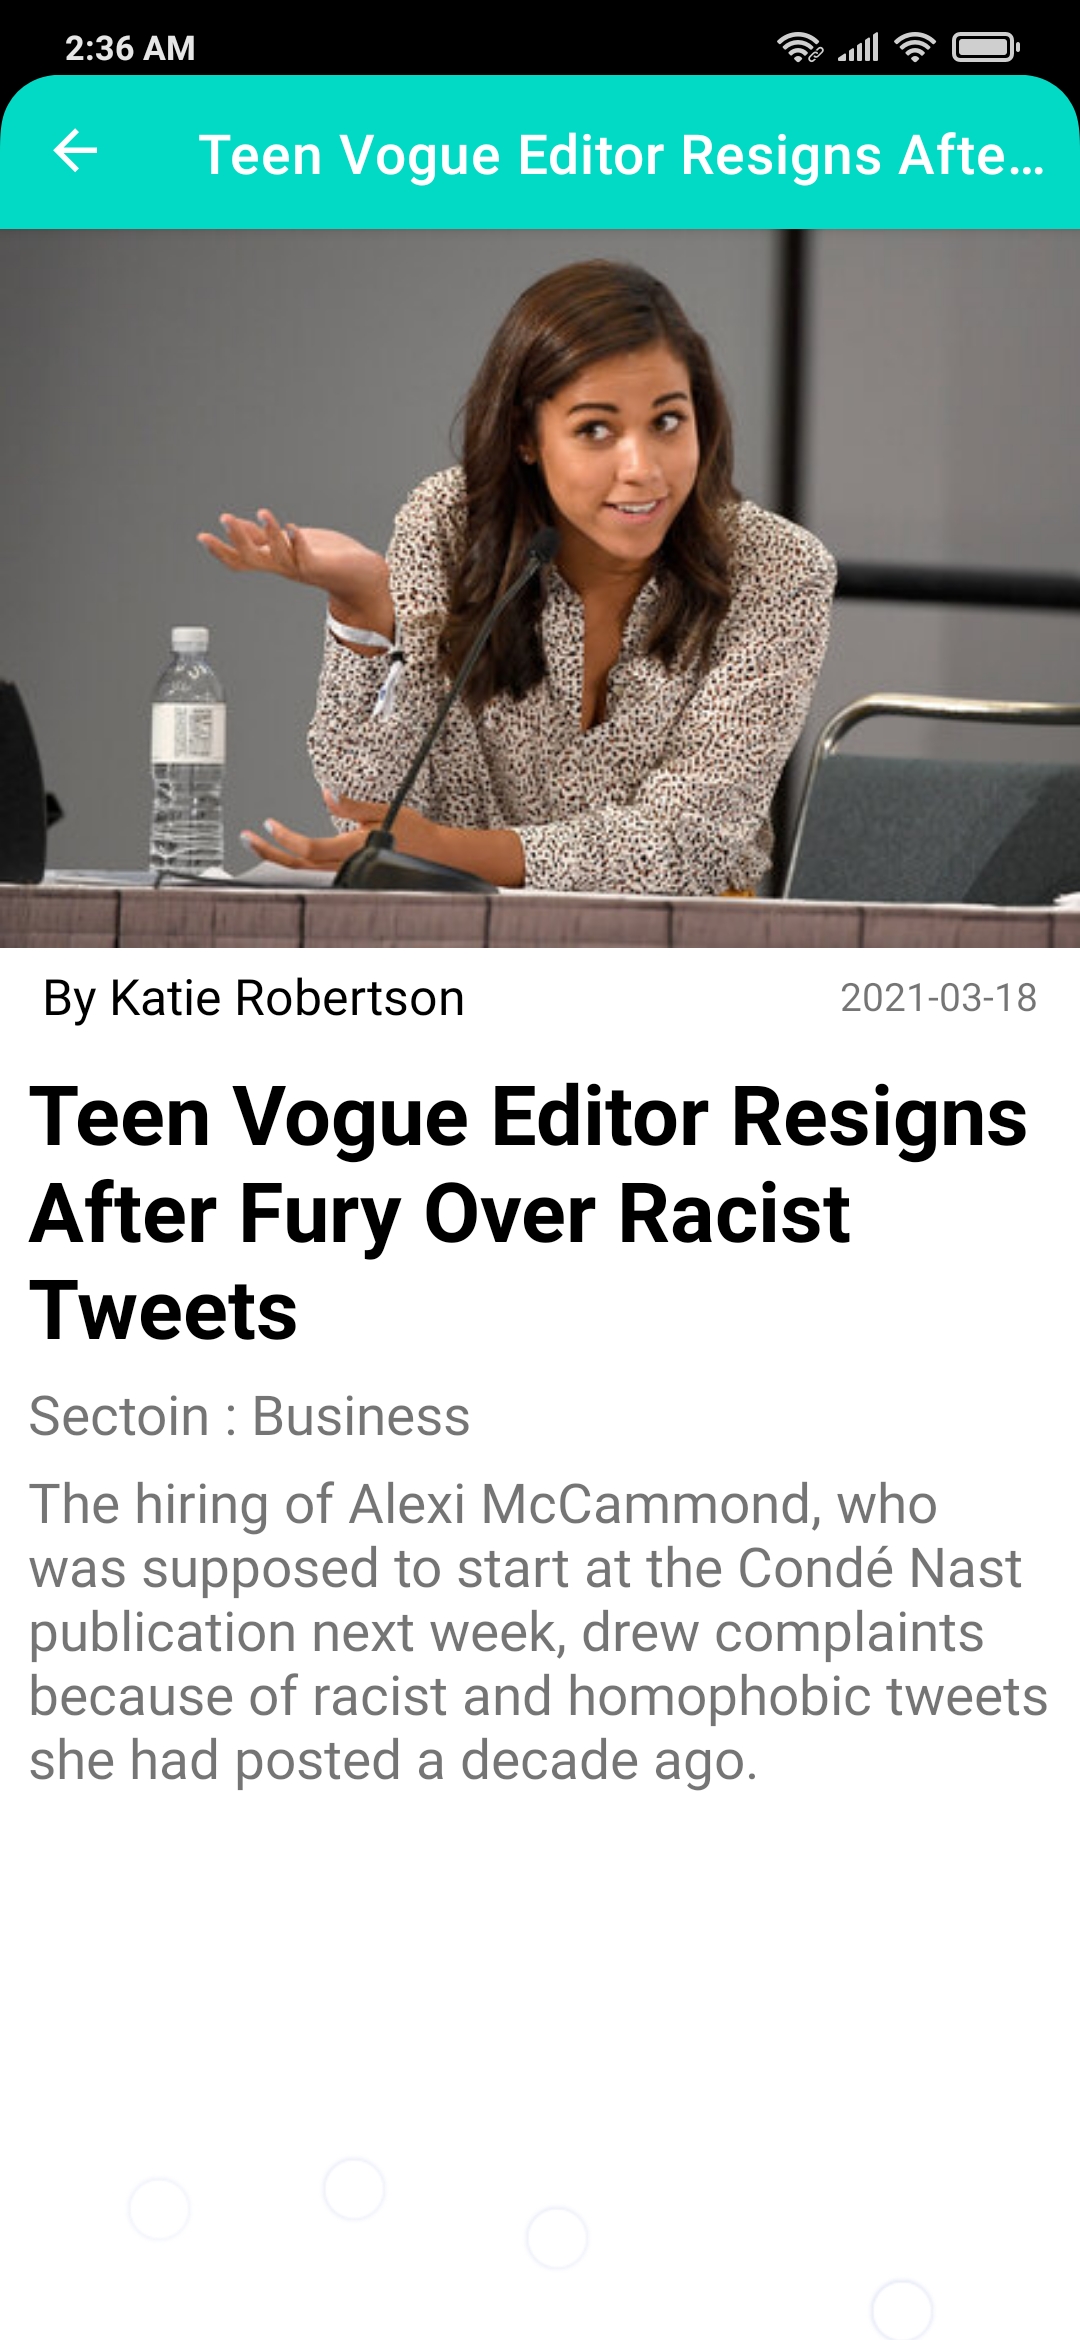 2:36 AM
Teen Vogue Editor Resigns Afte...
By Katie Robertson
2021-03-18
Teen Vogue Editor Resigns
After Fury Over Racist
Tweets
Sectoin : Business
The hiring of Alexi McCammond, who
was supposed to start at the Condé Nast
publication next week, drew complaints
because of racist and homophobic tweets
she had posted a decade ago.